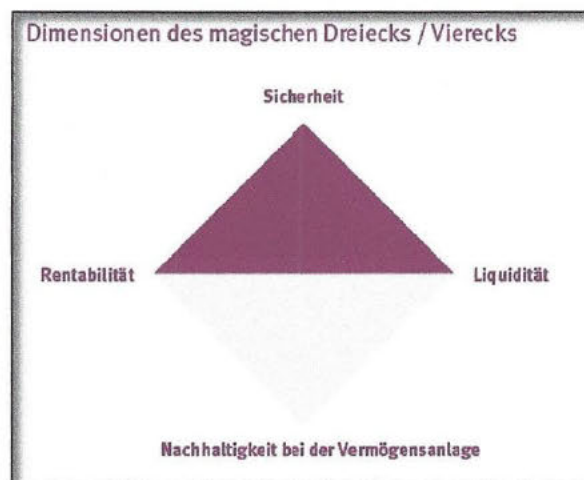 Dimensionen des magischen Dreiecks / Vierecks
Sicherheit
Rentabilität
Liquidität
Nachhaltigkeit bei der Vermögensanlage